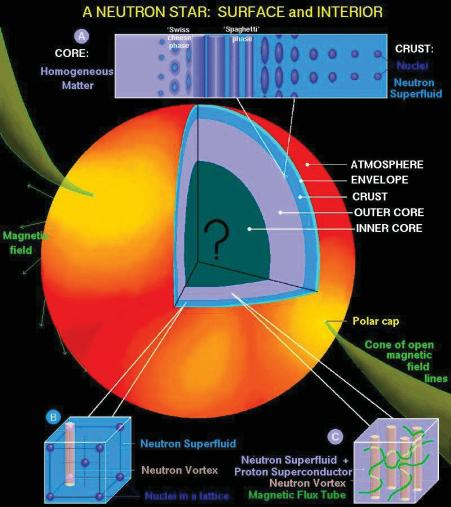 A NEUTRON STAR: SURFACE and INTERIOR
'Swiss cheese' phase
'Spaghetti' phase
A
CORE:
Homogeneous
Matter
CRUST:
Nuclei
Neutron
Superfluid
ATMOSPHERE
ENVELOPE
CRUST
OUTER CORE
INNER CORE
?
Magnetic
field
Polar cap
Cone of open
magnetic
field
lines
B
Neutron Superfluid
Neutron Vortex
Nuclei in a lattice
C
Neutron Superfluid +
Proton Superconductor
Neutron Vortex
Magnetic Flux Tube